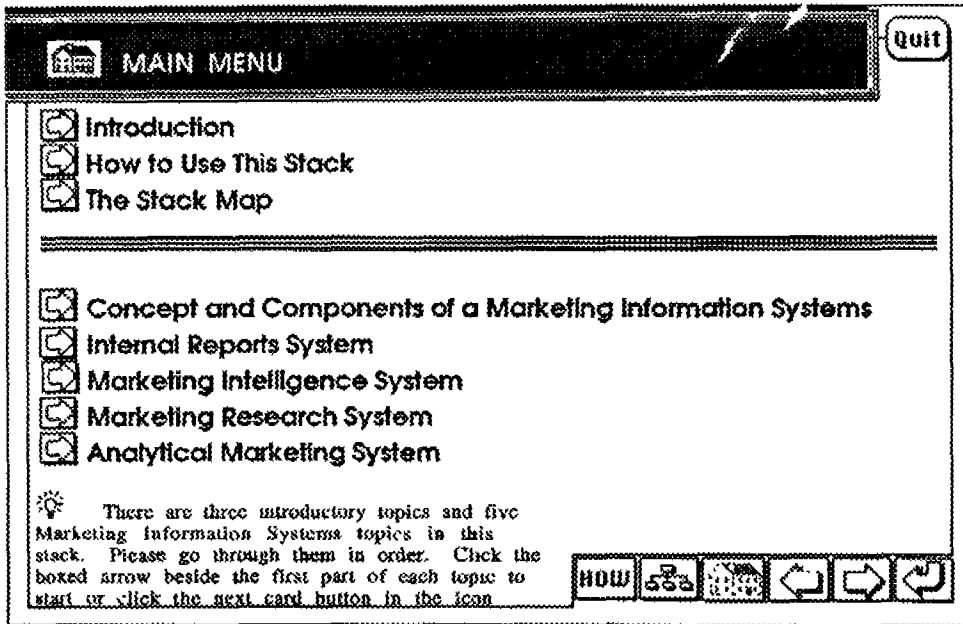 Quit
MAIN MENU
Introduction
How to Use This Stack
The Stack Map
Concept and Components of a Marketing Information Systems
Internal Reports System
Marketing Intelligence System
Marketing Research System
Analytical Marketing System
There are three introductory topics and five
Marketing Information Systems topics in this
stack. Please go through them in order. Click the
boxed arrow beside the first part of each topic to
start or click the next card button in the icon
HOW